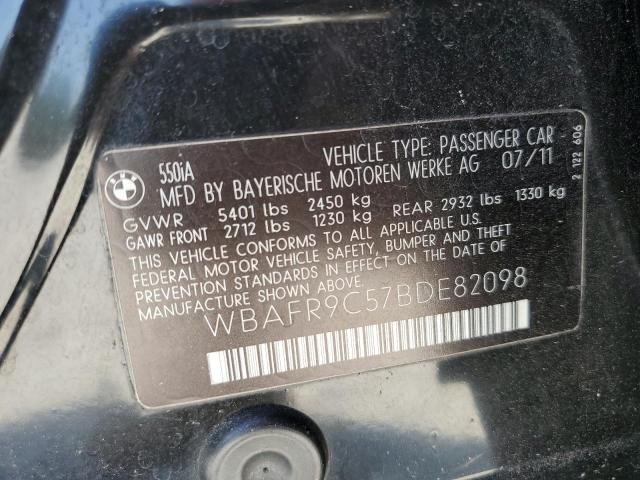 BMW
550iA VEHICLE TYPE: PASSENGER CAR
MFD BY BAYERISCHE MOTOREN WERKE AG 07/11
GVWR 5401 lbs 2450 kg
GAWR FRONT 2712 lbs 1230 kg REAR 2932 lbs 1330 kg
THIS VEHICLE CONFORMS TO ALL APPLICABLE U.S.
FEDERAL MOTOR VEHICLE SAFETY, BUMPER AND THEFT
PREVENTION STANDARDS IN EFFECT ON THE DATE OF
MANUFACTURE SHOWN ABOVE.
WBAFR9C57BDE82098
2 122 606